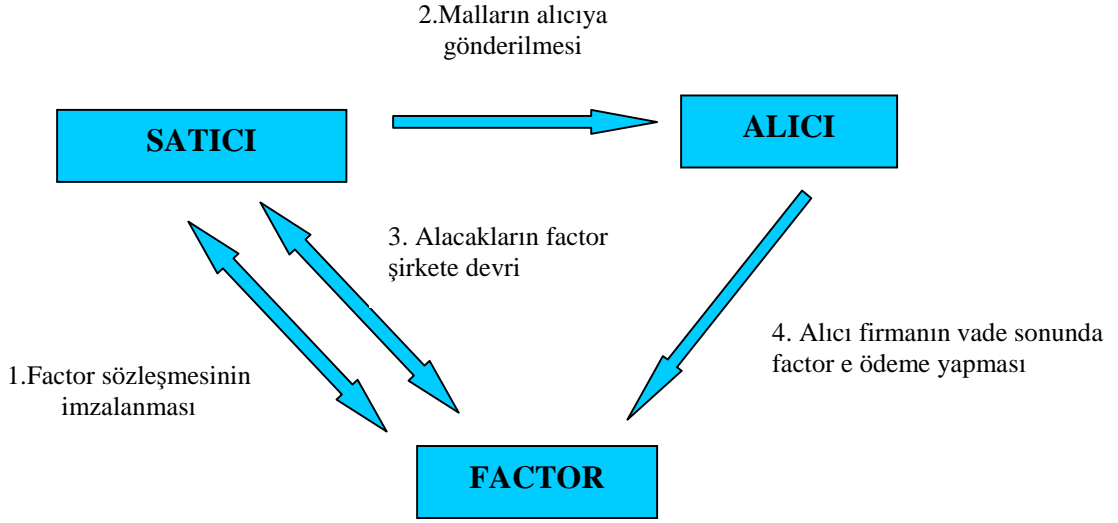 2.Malların alıcıya
gönderilmesi
SATICI
ALICI
3. Alacakların factor
şirkete devri
4. Alıcı firmanın vade sonunda
factor e ödeme yapması
1.Factor sözleşmesinin
imzalanması
FACTOR